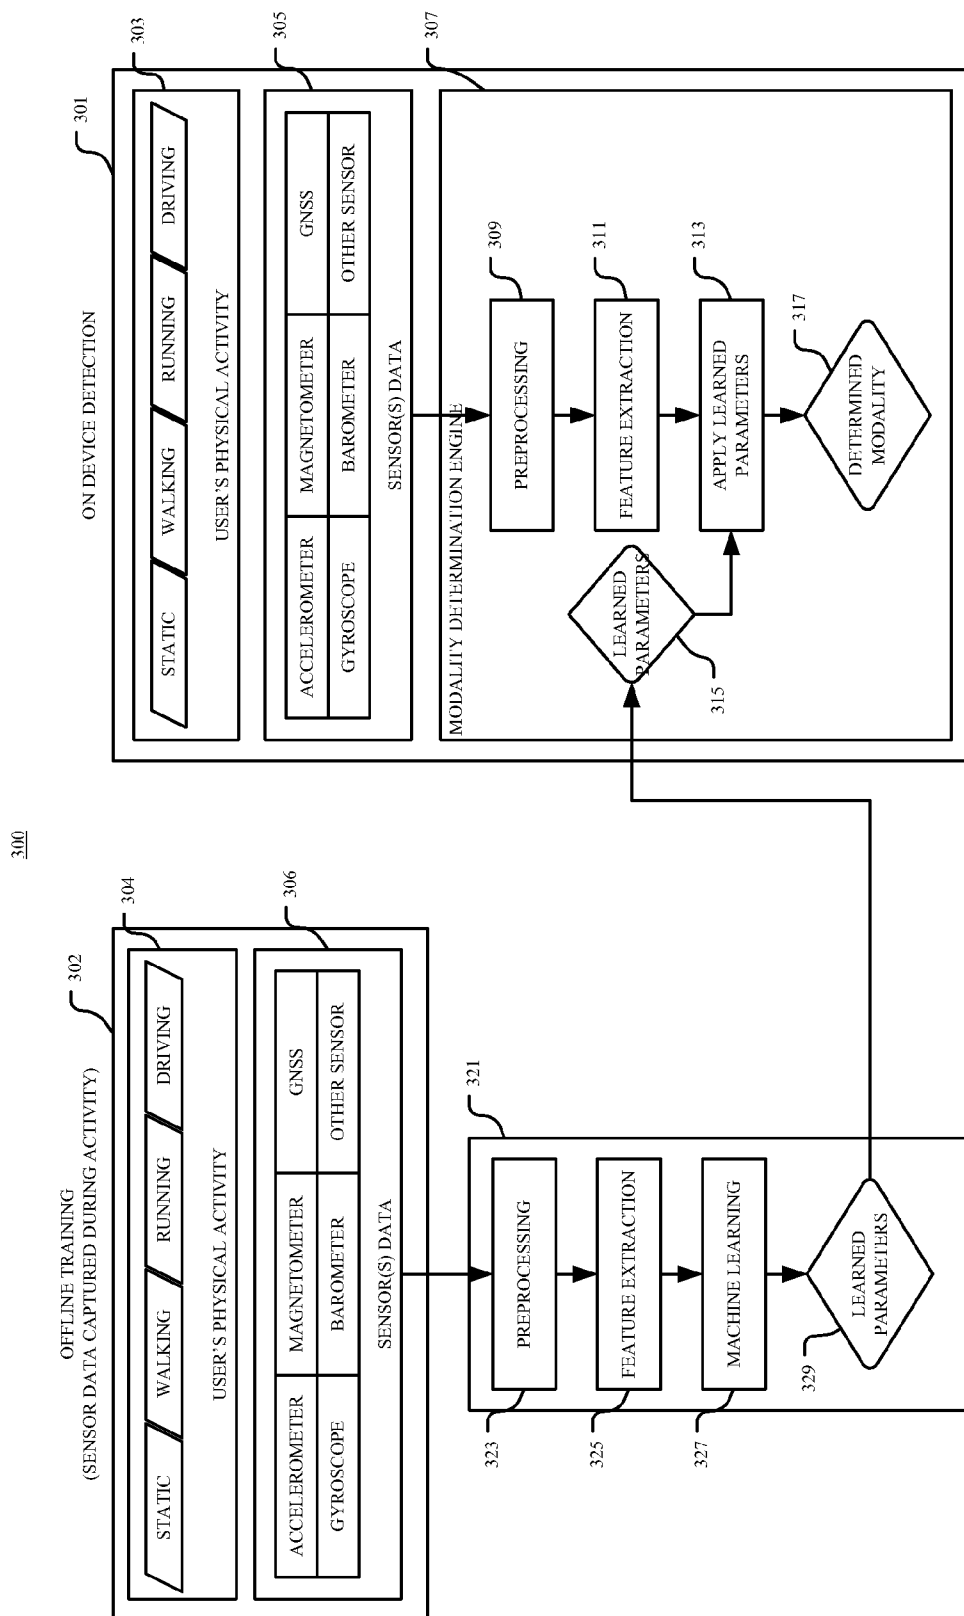 300
OFFLINE TRAINING
(SENSOR DATA CAPTURED DURING ACTIVITY)
302
304
STATIC
WALKING
RUNNING
DRIVING
USER'S PHYSICAL ACTIVITY
306
ACCELEROMETER
MAGNETOMETER
GNSS
GYROSCOPE
BAROMETER
OTHER SENSOR
SENSOR(S) DATA
321
PREPROCESSING
323
FEATURE EXTRACTION
325
MACHINE LEARNING
327
LEARNED
PARAMETERS
329
ON DEVICE DETECTION
301
303
STATIC
WALKING
RUNNING
DRIVING
USER'S PHYSICAL ACTIVITY
305
ACCELEROMETER
MAGNETOMETER
GNSS
GYROSCOPE
BAROMETER
OTHER SENSOR
SENSOR(S) DATA
307
MODALITY DETERMINATION ENGINE
PREPROCESSING
309
FEATURE EXTRACTION
311
LEARNED
PARAMETERS
315
APPLY LEARNED
PARAMETERS
313
DETERMINED
MODALITY
317